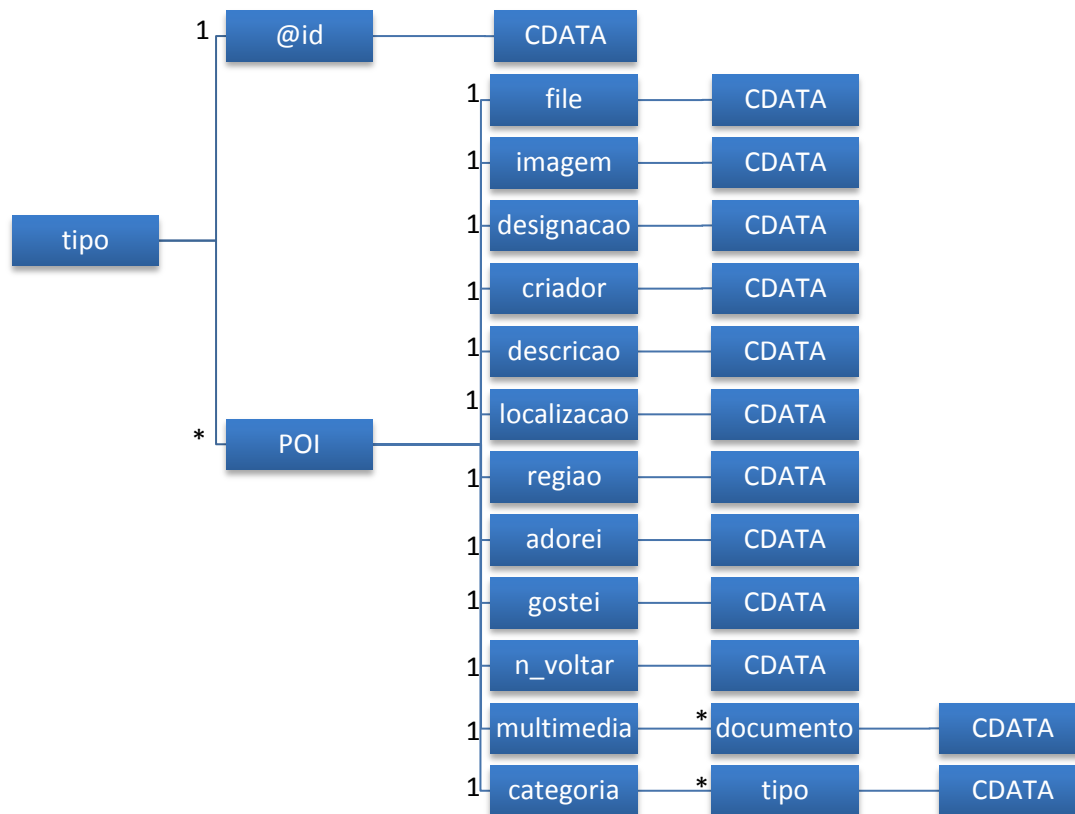 1 @id CDATA
1 file CDATA
1 imagem CDATA
1 designacao CDATA
tipo
1 criador CDATA
1 descricao CDATA
1 localizacao CDATA
* POI
1 regiao CDATA
1 adorei CDATA
1 gostei CDATA
1 n_voltar CDATA
1 multimedia * documento CDATA
1 categoria * tipo CDATA